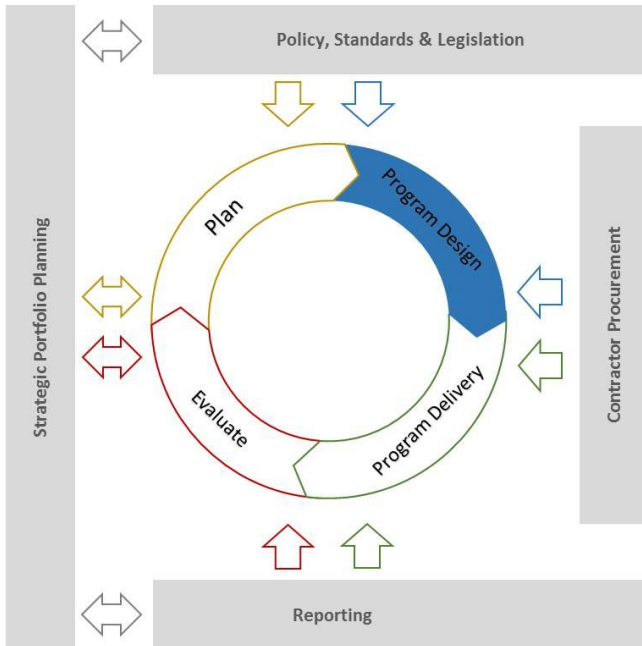 Policy, Standards & Legislation
Strategic Portfolio Planning
Plan
Program Design
Contractor Procurement
Evaluate
Program Delivery
Reporting